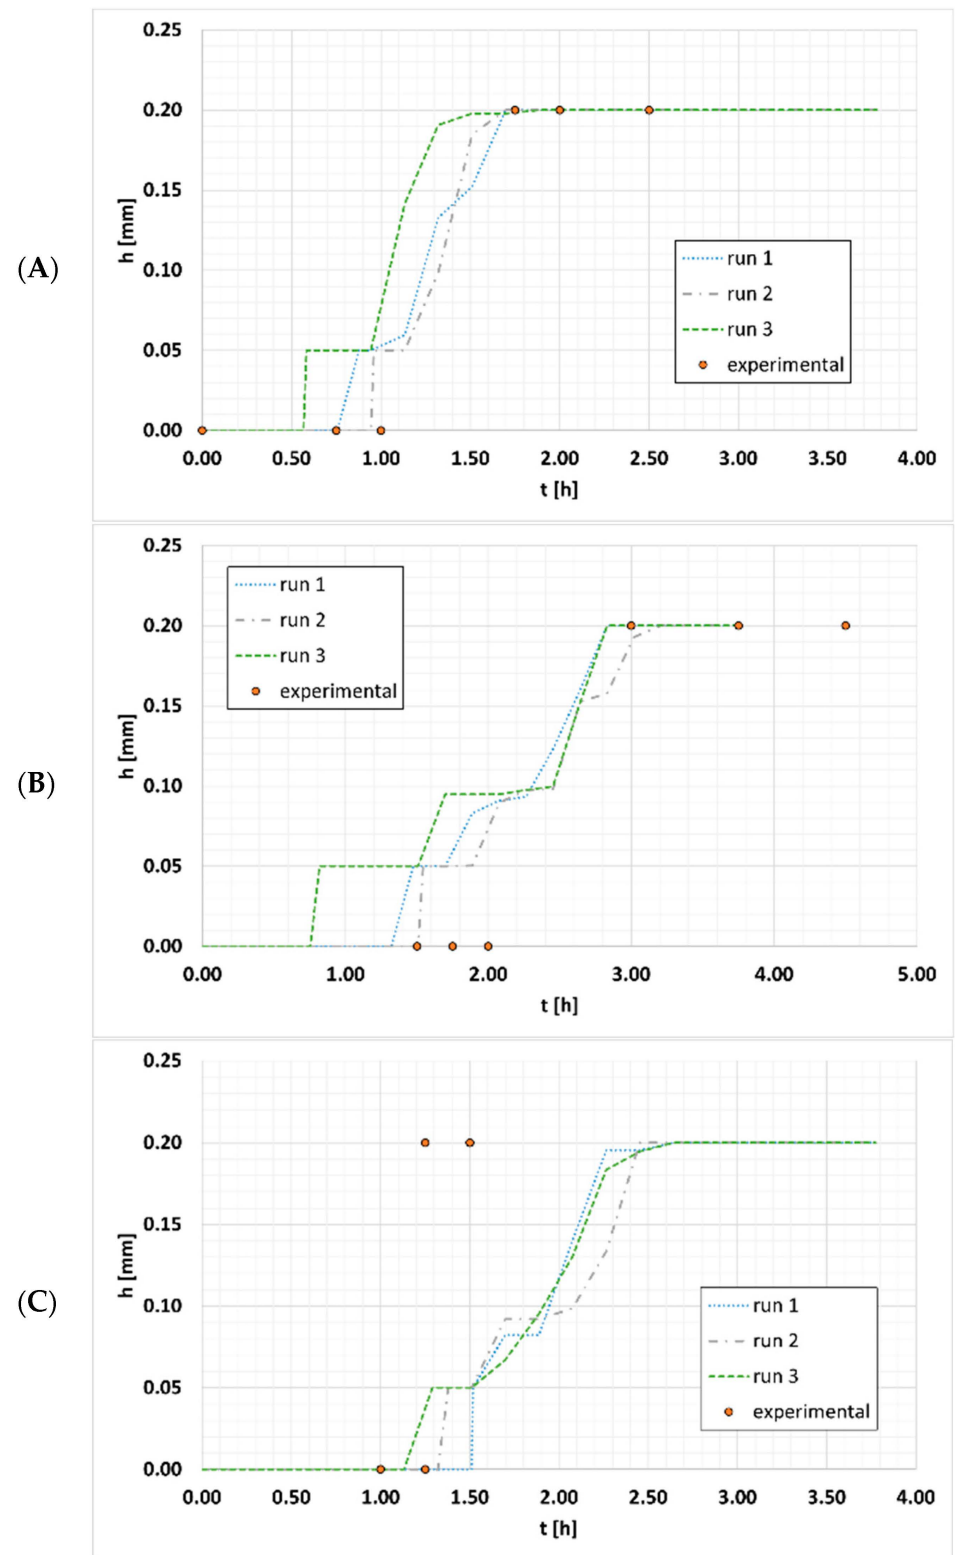 (A)
h [mm]
0.25
0.20
0.15
0.10
0.05
0.00
0.00 0.50 1.00 1.50 2.00 2.50 3.00 3.50 4.00
t [h]
run 1
run 2
run 3
experimental
(B)
h [mm]
0.25
0.20
0.15
0.10
0.05
0.00
0.00 1.00 2.00 3.00 4.00 5.00
t [h]
run 1
run 2
run 3
experimental
(C)
h [mm]
0.25
0.20
0.15
0.10
0.05
0.00
0.00 0.50 1.00 1.50 2.00 2.50 3.00 3.50 4.00
t [h]
run 1
run 2
run 3
experimental